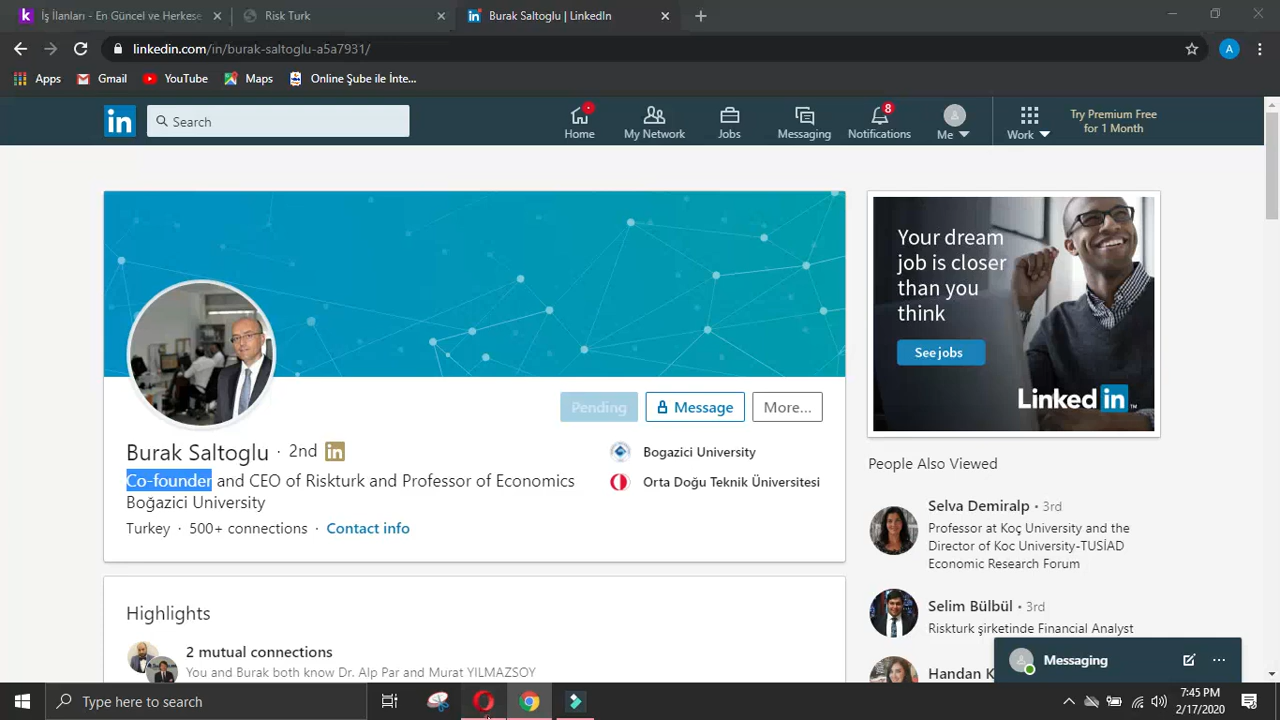 İş İlanları - En Güncel ve Herkese
Risk Turk
Burak Saltoglu | LinkedIn
linkedin.com/in/burak-saltoglu-a5a7931/
A
Apps
Gmail
YouTube
Maps
Online Şube ile İnte...
in
Search
Home
My Network
Jobs
Messaging
8
Notifications
Me
Work
Try Premium Free
for 1 Month
Your dream
job is closer
than you
think
See jobs
Linked in
Pending
Message
More...
Burak Saltoglu · 2nd in
Co-founder and CEO of Riskturk and Professor of Economics
Boğazici University
Turkey · 500+ connections · Contact info
Bogazici University
Orta Doğu Teknik Üniversitesi
People Also Viewed
Selva Demiralp • 3rd
Professor at Koç University and the
Director of Koc University-TUSİAD
Economic Research Forum
Selim Bülbül • 3rd
Riskturk şirketinde Financial Analyst
Handan K
Highlights
2 mutual connections
You and Burak both know Dr. Alp Par and Murat YILMAZSOY
Messaging
Type here to search
7:45 PM
2/17/2020